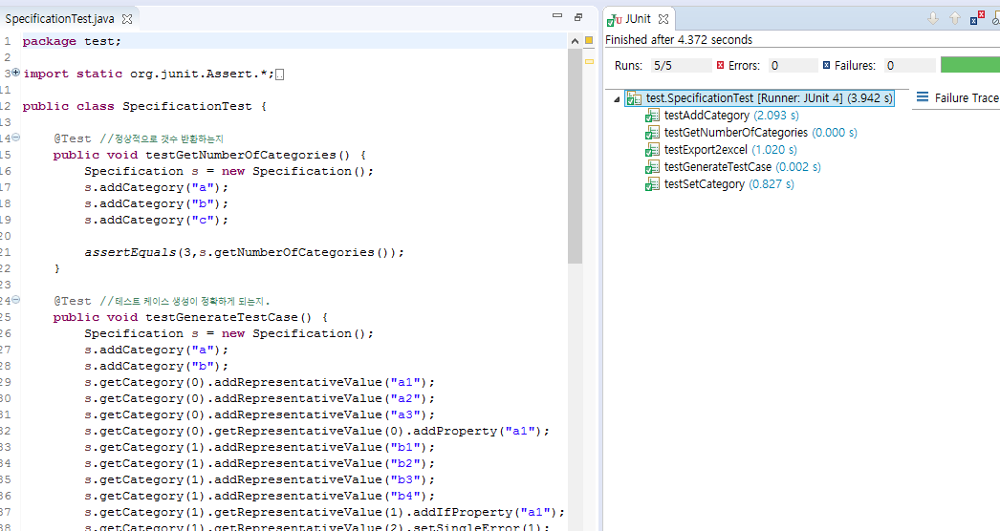 SpecificationTest.java
1 package test;
2
3 import static org.junit.Assert.*;
11
12 public class SpecificationTest {
13
14 @Test //정상적으로 갯수 반환하는지
15 public void testGetNumberOfCategories() {
16 Specification s = new Specification();
17 s.addCategory("a");
18 s.addCategory("b");
19 s.addCategory("c");
20
21 assertEquals(3,s.getNumberOfCategories());
22 }
23
24 @Test //테스트 케이스 생성이 정확하게 되는지.
25 public void testGenerateTestCase() {
26 Specification s = new Specification();
27 s.addCategory("a");
28 s.addCategory("b");
29 s.getCategory(0).addRepresentativeValue("a1");
30 s.getCategory(0).addRepresentativeValue("a2");
31 s.getCategory(0).addRepresentativeValue("a3");
32 s.getCategory(0).getRepresentativeValue(0).addProperty("a1");
33 s.getCategory(1).addRepresentativeValue("b1");
34 s.getCategory(1).addRepresentativeValue("b2");
35 s.getCategory(1).addRepresentativeValue("b3");
36 s.getCategory(1).addRepresentativeValue("b4");
37 s.getCategory(1).getRepresentativeValue(1).addIfProperty("a1");
38 s.getCategory(1).getRepresentativeValue(2).setSingleError(1);
JUnit
Finished after 4.372 seconds
Runs: 5/5 Errors: 0 Failures: 0
test.SpecificationTest [Runner: JUnit 4] (3.942 s)
testAddCategory (2.093 s)
testGetNumberOfCategories (0.000 s)
testExport2excel (1.020 s)
testGenerateTestCase (0.002 s)
testSetCategory (0.827 s)
Failure Trace